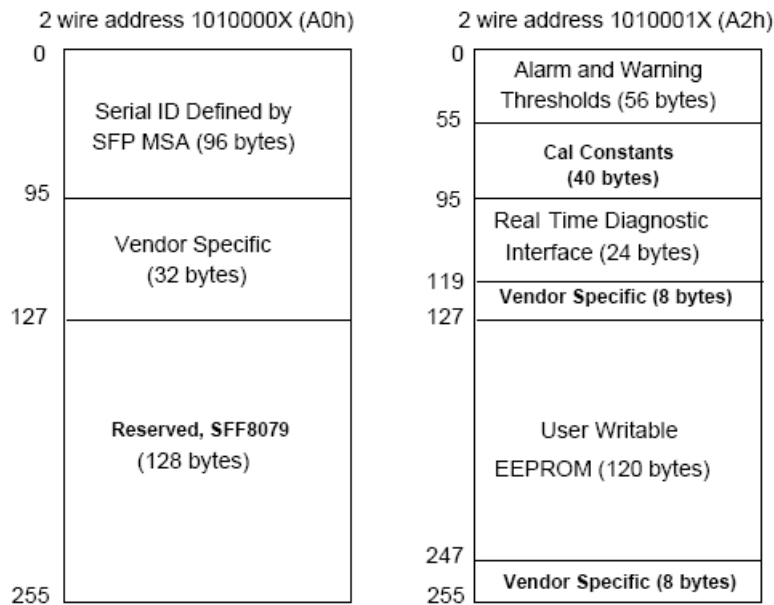 2 wire address 1010000X (A0h)
0
Serial ID Defined by
SFP MSA (96 bytes)
95
Vendor Specific
(32 bytes)
127
Reserved, SFF8079
(128 bytes)
255
2 wire address 1010001X (A2h)
0
Alarm and Warning
Thresholds (56 bytes)
55
Cal Constants
(40 bytes)
95
Real Time Diagnostic
Interface (24 bytes)
119
Vendor Specific (8 bytes)
127
User Writable
EEPROM (120 bytes)
247
Vendor Specific (8 bytes)
255